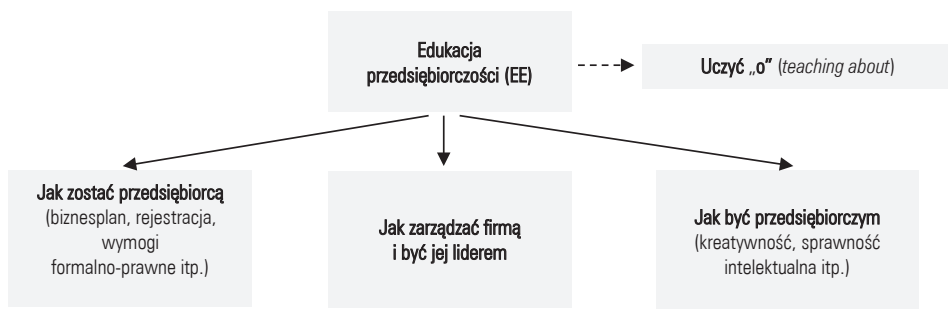 Edukacja
przedsiębiorczości (EE)
Uczyć „o” (teaching about)
Jak zostać przedsiębiorcą
(biznesplan, rejestracja,
wymogi
formalno-prawne itp.)
Jak zarządzać firmą
i być jej liderem
Jak być przedsiębiorczym
(kreatywność, sprawność
intelektualna itp.)